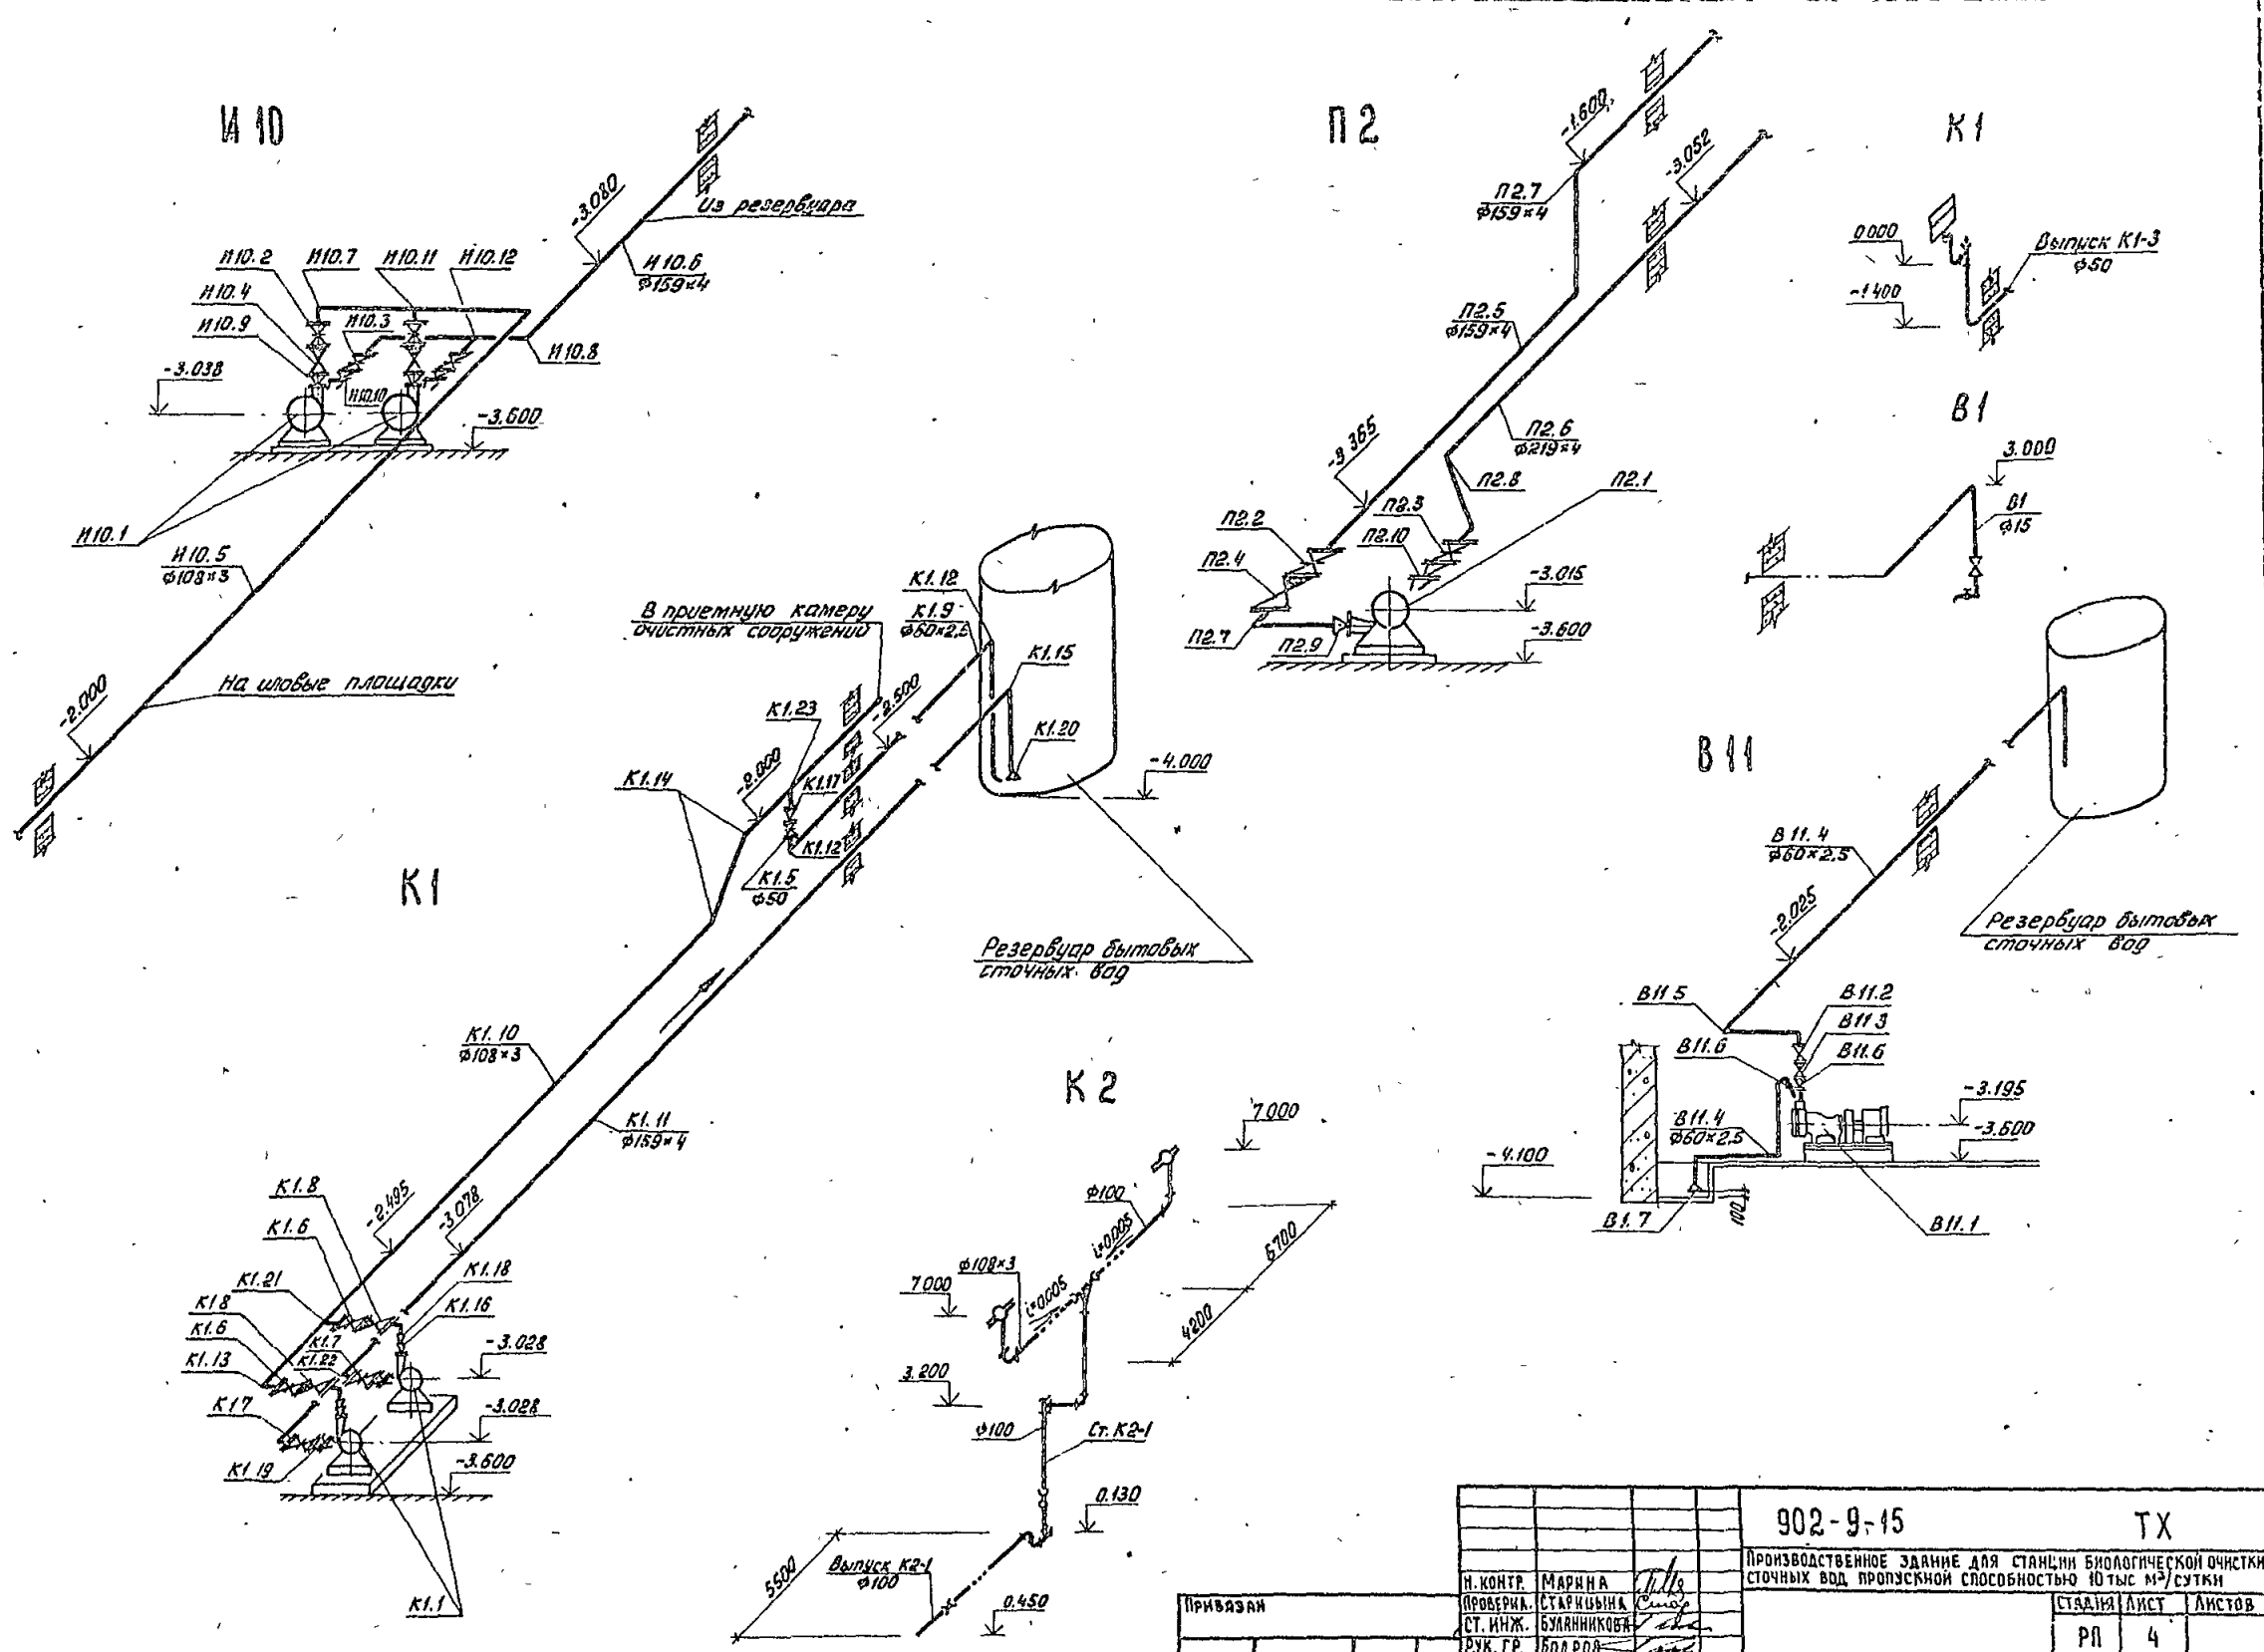 И 10
-3.080
Из резервуара
И10.2
И10.7
И10.11
И10.12
И10.6
ф159×4
И10.4
И10.3
И10.9
И10.8
-3.038
И10.10
-3.600
И10.1
И10.5
ф108×3
На иловые площадки
-2.000
П 2
-1.600
-3.052
П2.7
ф159×4
П2.5
ф159×4
П2.6
ф219×4
-3.365
П2.8
П2.1
П2.2
П2.3
П2.10
П2.4
-3.015
П2.7
П2.9
-3.600
К1
0.000
Выпуск К1-3
ф50
-1.400
В1
3.000
В1
ф15
К1
В приемную камеру
очистных сооружений
К1.12
К1.9
ф60×2,5
К1.15
К1.23
-2.500
К1.20
К1.14
-2.000
К1.17
-4.000
К1.12
К1.5
ф50
Резервуар бытовых
сточных вод
К1.10
ф108×3
К1.11
ф159×4
К1.8
-2.495
-3.078
К1.6
К1.18
К1.21
К1.8
К1.16
К1.6
К1.7
К1.22
-3.028
К1.13
К1.7
-3.028
К1.19
-3.600
К1.1
К 2
7.000
ф100
i=0.005
6700
ф108×3
7.000
i=0.005
4200
3.200
ф100
Ст. К2-1
0.130
5500
Выпуск К2-1
ф100
0.450
В 11
В 11.4
ф60×2,5
-2.025
Резервуар бытовых
сточных вод
В11.5
В11.2
В11.3
В11.6
В11.6
-3.195
В11.4
ф60×2,5
-3.600
-4.100
100
В1.7
В11.1
902-9-15
ТХ
Производственное здание для станции биологической очистки
сточных вод пропускной способностью 10 тыс м³/сутки
Н.контр. Марина
Проверил.
Ст. инж.
Рук. гр.
Привязан
Стадия Лист Листов
РП 4